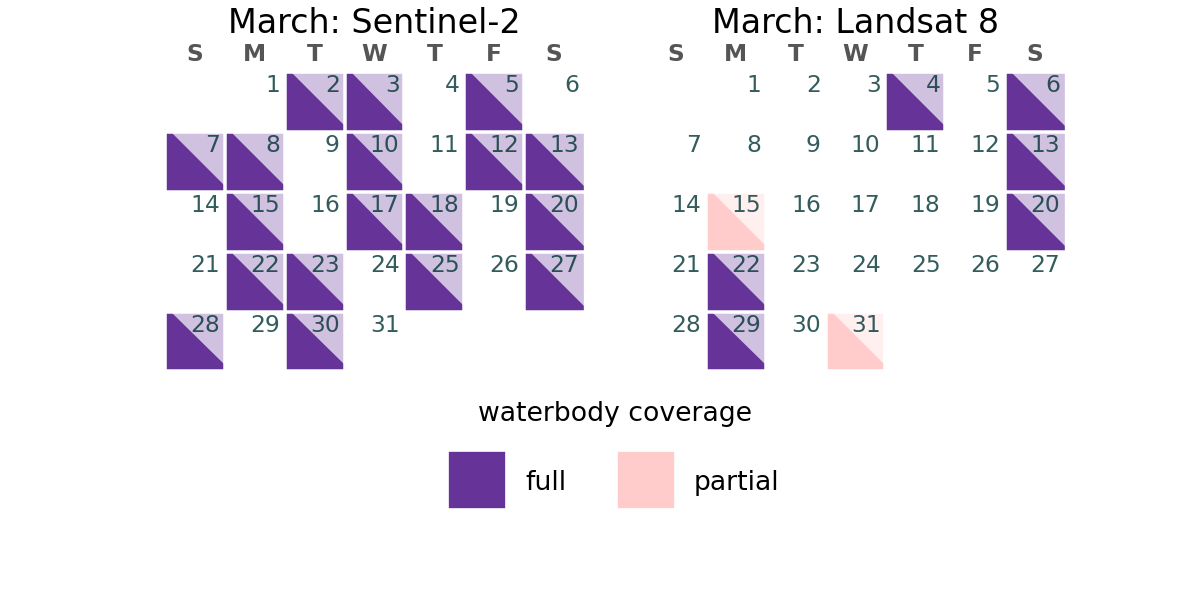 March: Sentinel-2
S M T W T F S
1 2 3 4 5 6
7 8 9 10 11 12 13
14 15 16 17 18 19 20
21 22 23 24 25 26 27
28 29 30 31
March: Landsat 8
S M T W T F S
1 2 3 4 5 6
7 8 9 10 11 12 13
14 15 16 17 18 19 20
21 22 23 24 25 26 27
28 29 30 31
waterbody coverage
full
partial